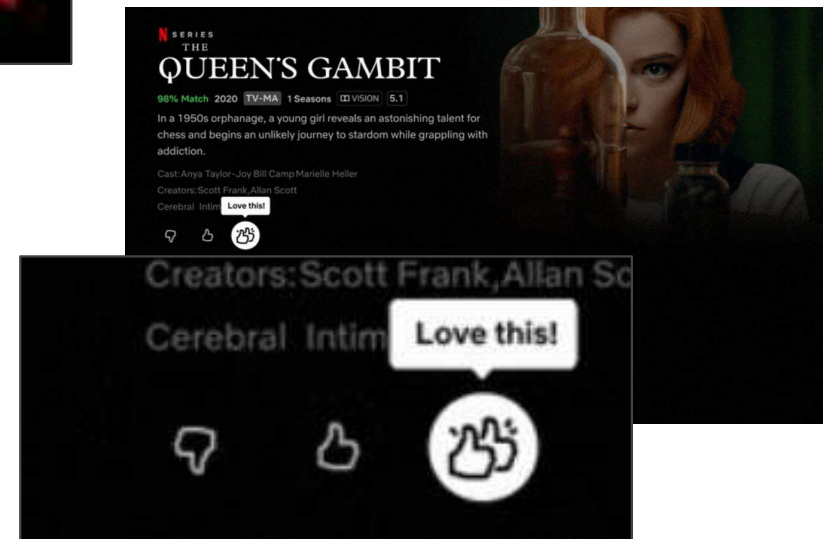 N SERIES
THE
QUEEN'S GAMBIT
98% Match 2020 TV-MA 1 Seasons VISION 5.1
In a 1950s orphanage, a young girl reveals an astonishing talent for
chess and begins an unlikely journey to stardom while grappling with
addiction.
Cast:Anya Taylor-Joy Bill Camp Marielle Heller
Creators:Scott Frank,Allan Scott
Cerebral Intim
Love this!
Creators:Scott Frank,Allan Sc
Cerebral Intim
Love this!